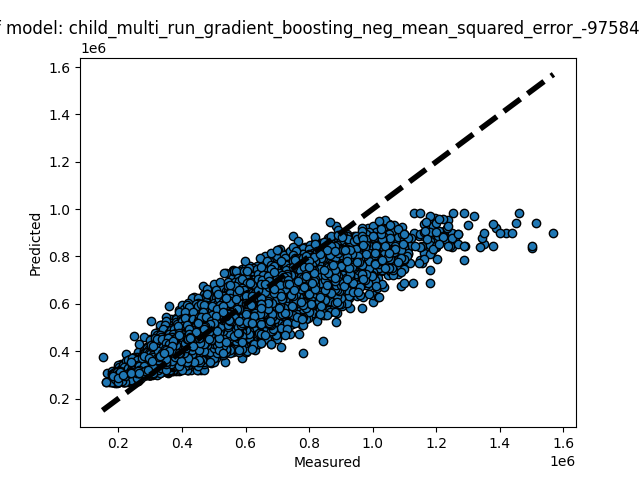 model: child_multi_run_gradient_boosting_neg_mean_squared_error_-97584
1e6
1.6
1.4
1.2
1.0
0.8
0.6
0.4
0.2
Predicted
0.2 0.4 0.6 0.8 1.0 1.2 1.4 1.6
Measured
1e6